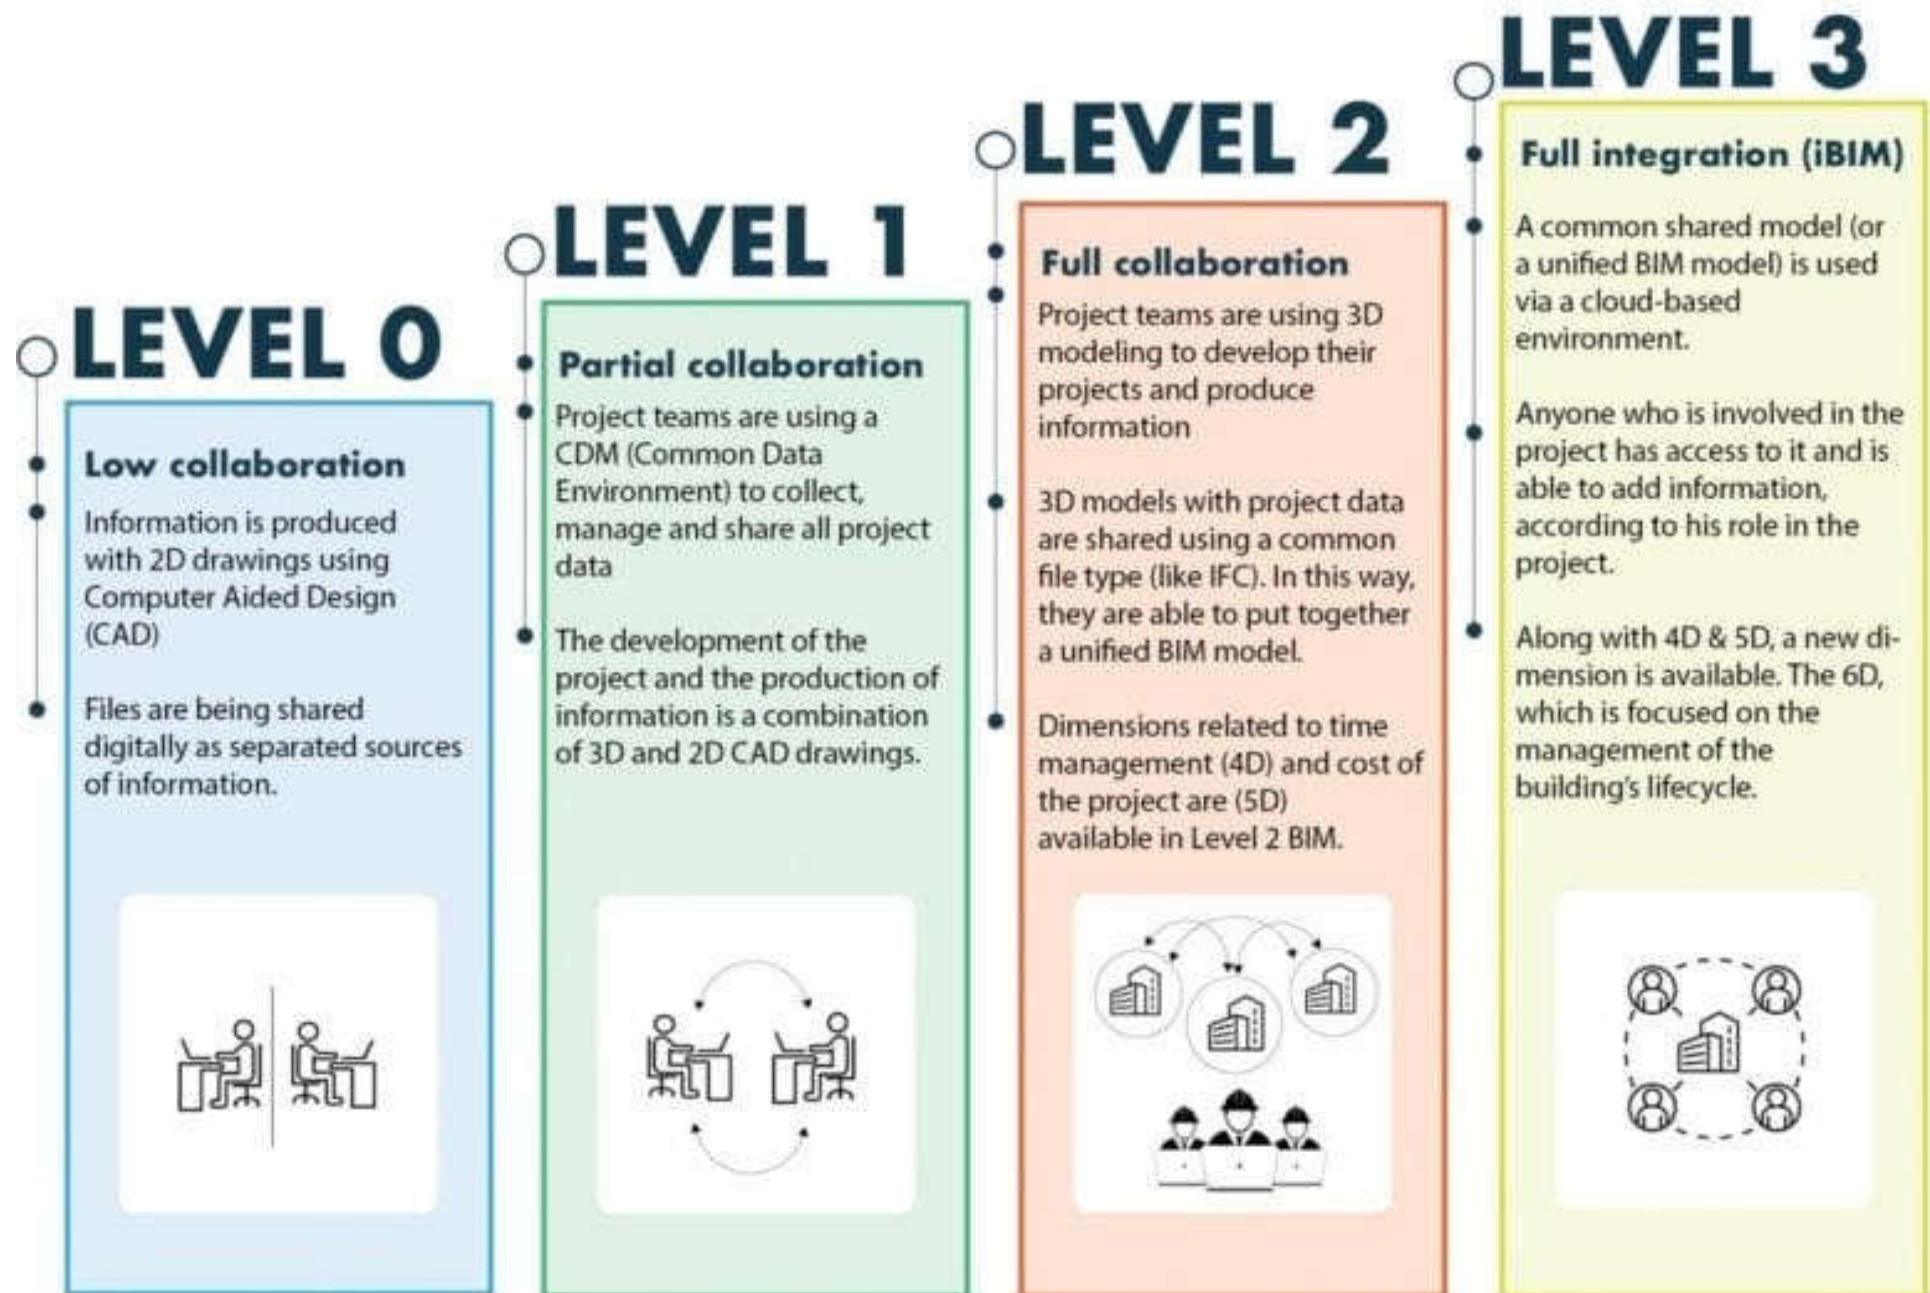 LEVEL 0
Low collaboration
Information is produced
with 2D drawings using
Computer Aided Design
(CAD)
Files are being shared
digitally as separated sources
of information.
LEVEL 1
Partial collaboration
Project teams are using a
CDM (Common Data
Environment) to collect,
manage and share all project
data
The development of the
project and the production of
information is a combination
of 3D and 2D CAD drawings.
LEVEL 2
Full collaboration
Project teams are using 3D
modeling to develop their
projects and produce
information
3D models with project data
are shared using a common
file type (like IFC). In this way,
they are able to put together
a unified BIM model.
Dimensions related to time
management (4D) and cost of
the project are (5D)
available in Level 2 BIM.
LEVEL 3
Full integration (iBIM)
A common shared model (or
a unified BIM model) is used
via a cloud-based
environment.
Anyone who is involved in the
project has access to it and is
able to add information,
according to his role in the
project.
Along with 4D & 5D, a new di-
mension is available. The 6D,
which is focused on the
management of the
building's lifecycle.